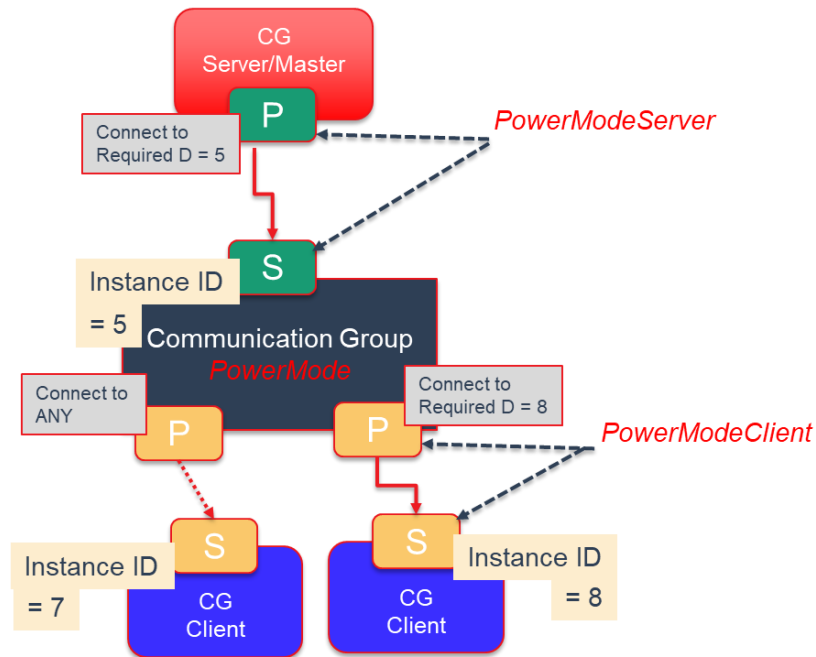 CG
Server/Master
P
Connect to
Required D = 5
PowerModeServer
S
Instance ID
= 5
Communication Group
PowerMode
Connect to
ANY
P
Connect to
Required D = 8
P
PowerModeClient
S
Instance ID
= 7
CG
Client
S
Instance ID
= 8
CG
Client